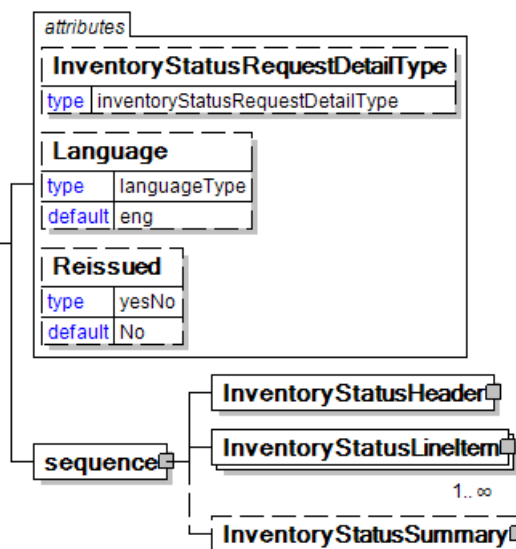 attributes
InventoryStatusRequestDetailType
type inventoryStatusRequestDetailType
Language
type languageType
default eng
Reissued
type yesNo
default No
InventoryStatusHeader
sequence
InventoryStatusLineItem
1.. ∞
InventoryStatusSummary